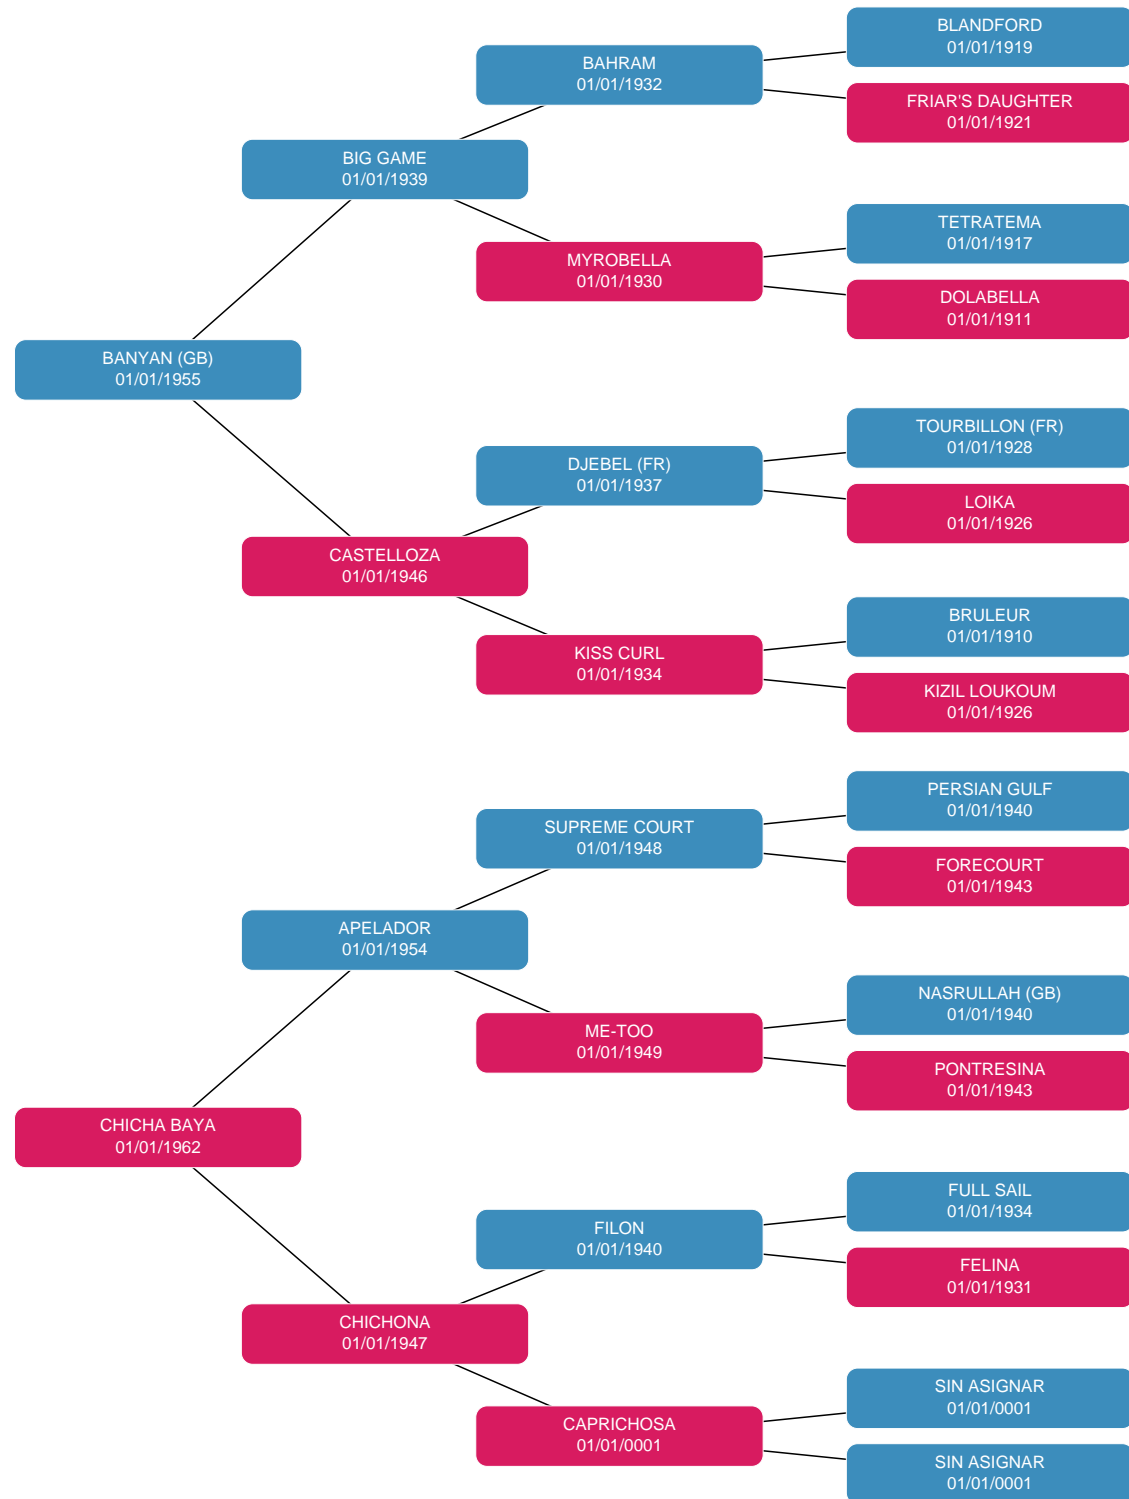 BLANDFORD
01/01/1919
BAHRAM
01/01/1932
FRIAR'S DAUGHTER
01/01/1921
BIG GAME
01/01/1939
TETRATEMA
01/01/1917
MYROBELLA
01/01/1930
DOLABELLA
01/01/1911
BANYAN (GB)
01/01/1955
TOURBILLON (FR)
01/01/1928
DJEBEL (FR)
01/01/1937
LOIKA
01/01/1926
CASTELLOZA
01/01/1946
BRULEUR
01/01/1910
KISS CURL
01/01/1934
KIZIL LOUKOUM
01/01/1926
PERSIAN GULF
01/01/1940
SUPREME COURT
01/01/1948
FORECOURT
01/01/1943
APELADOR
01/01/1954
NASRULLAH (GB)
01/01/1940
ME-TOO
01/01/1949
PONTRESINA
01/01/1943
CHICHA BAYA
01/01/1962
FULL SAIL
01/01/1934
FILON
01/01/1940
FELINA
01/01/1931
CHICHONA
01/01/1947
SIN ASIGNAR
01/01/0001
CAPRICHOSA
01/01/0001
SIN ASIGNAR
01/01/0001